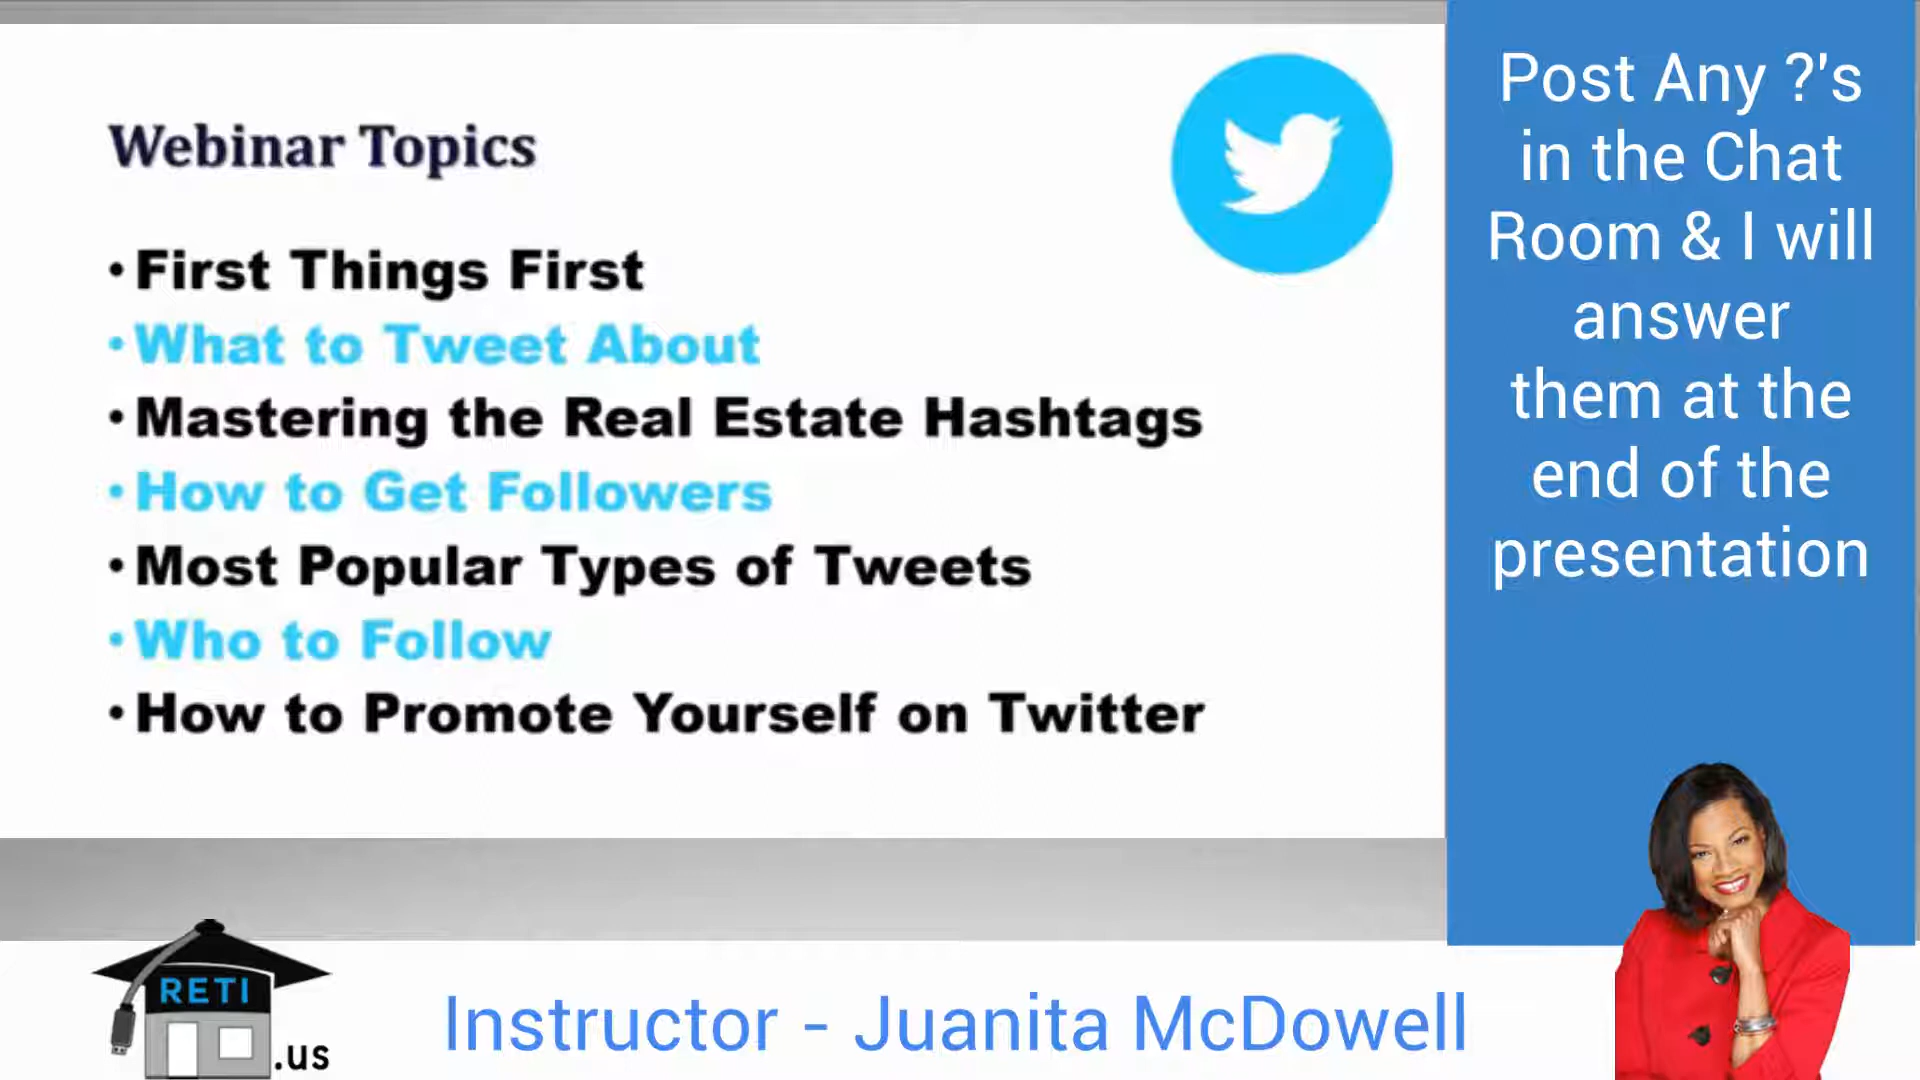 Webinar Topics
• First Things First
• What to Tweet About
• Mastering the Real Estate Hashtags
• How to Get Followers
• Most Popular Types of Tweets
• Who to Follow
• How to Promote Yourself on Twitter
Post Any ?'s
in the Chat
Room & I will
answer
them at the
end of the
presentation
RETI
.us
Instructor - Juanita McDowell